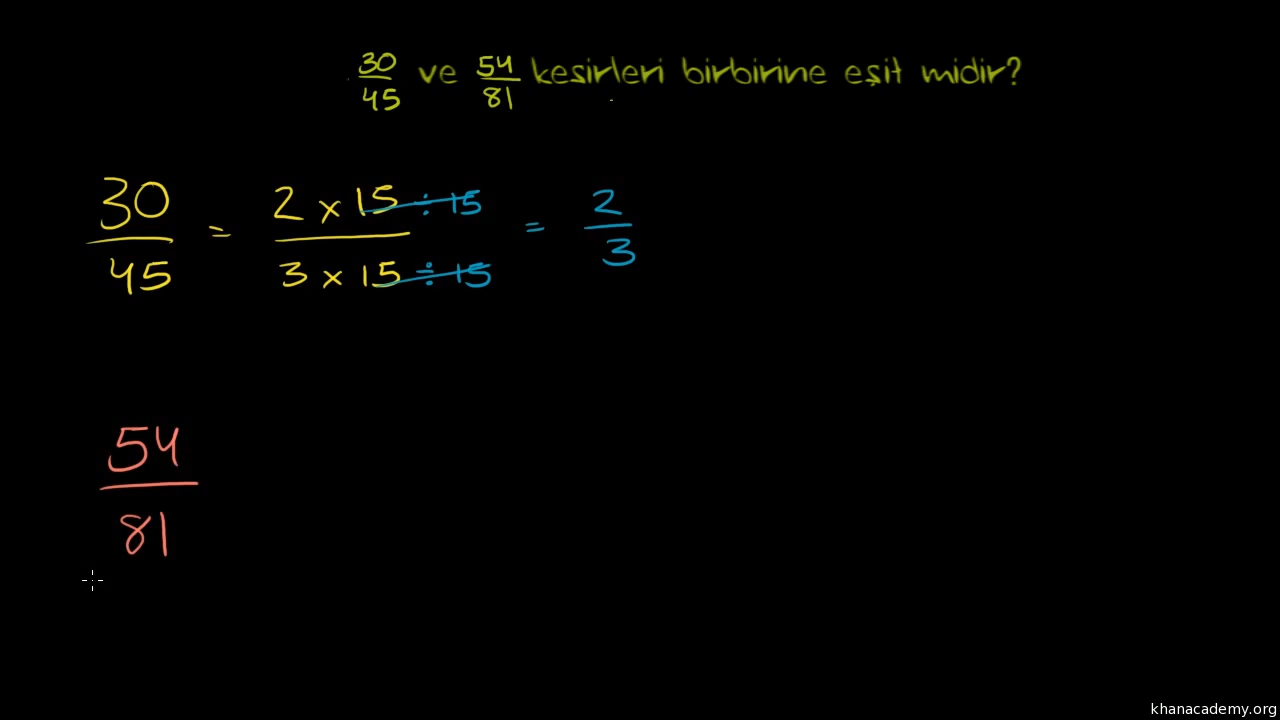 30/45 ve 54/81 kesirleri birbirine eşit midir?
30/45 = 2 x 15 ÷ 15 / 3 x 15 ÷ 15 = 2/3
54/81
khanacademy.org